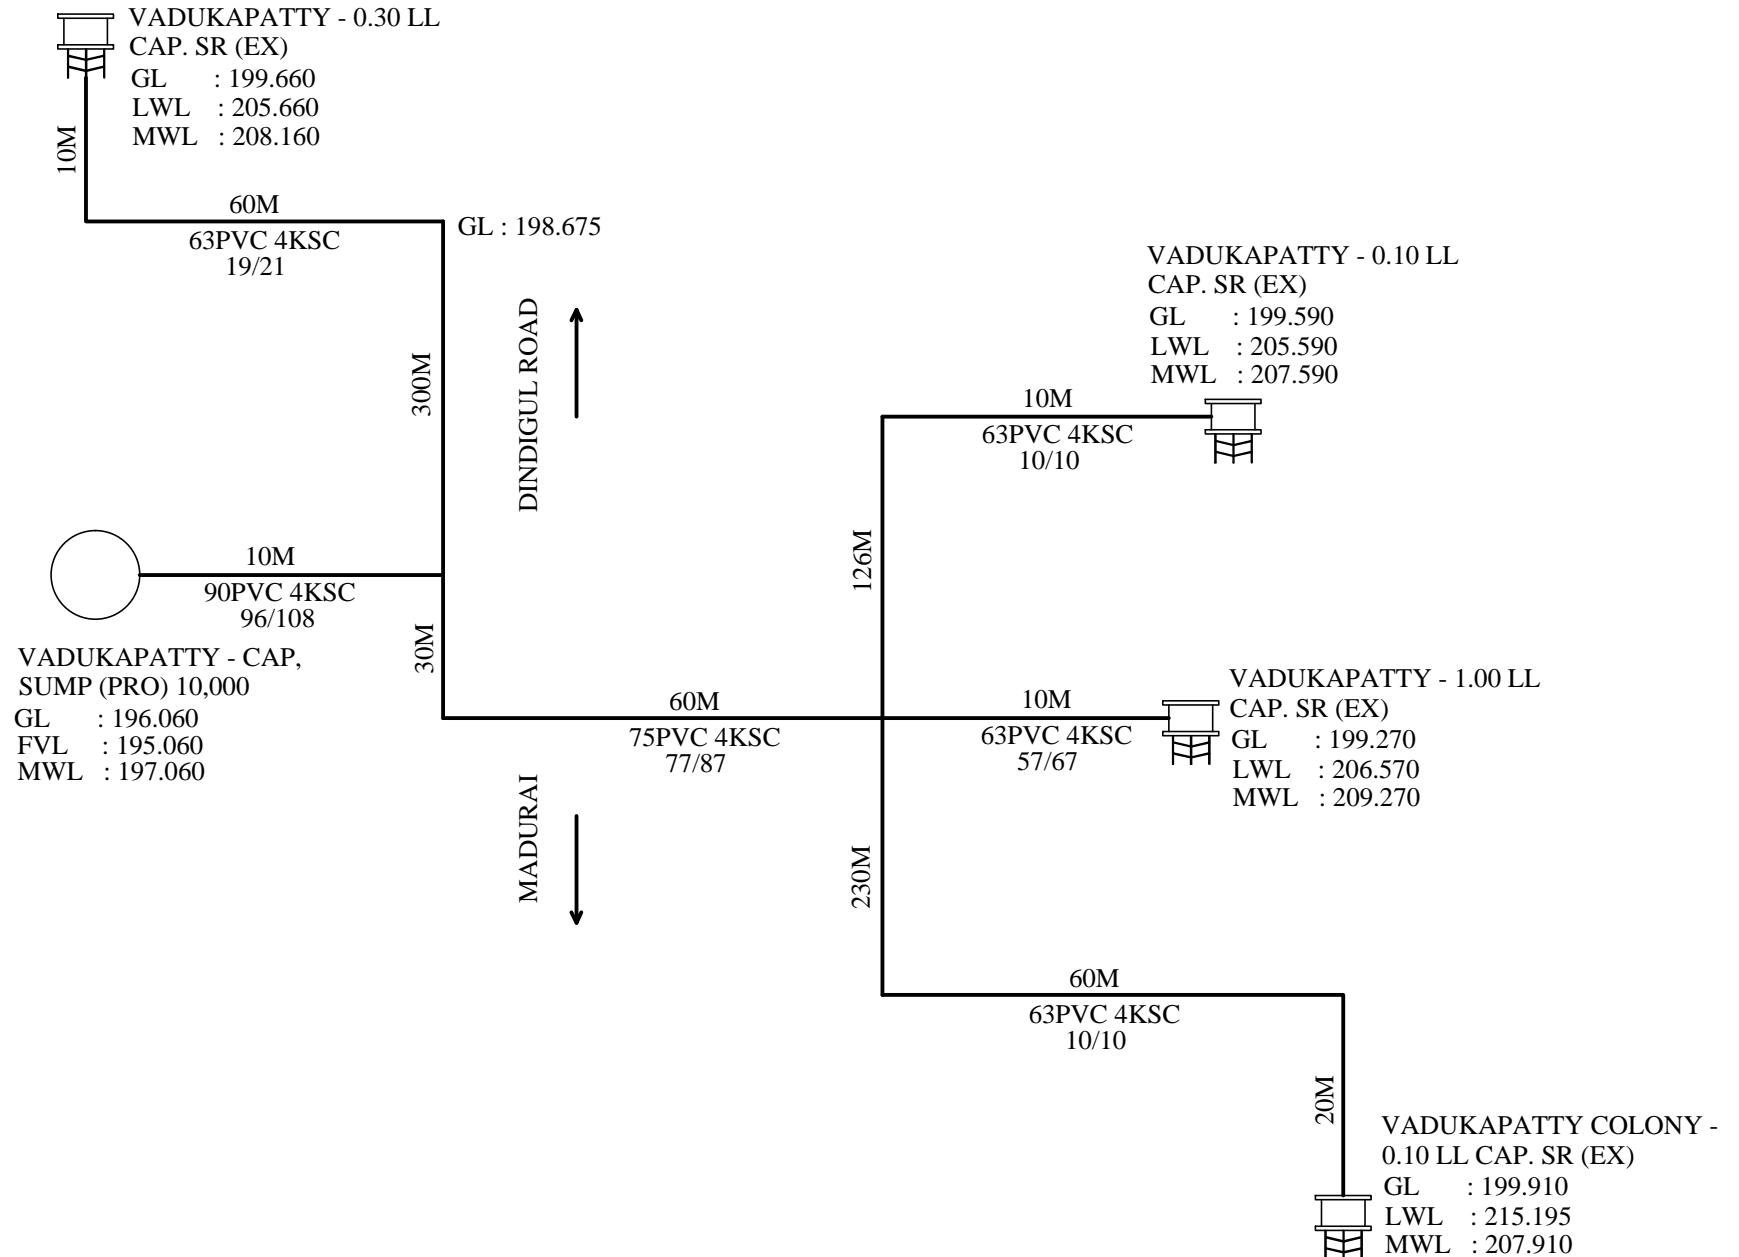 VADUKAPATTY - 0.30 LL
CAP. SR (EX)
GL : 199.660
LWL : 205.660
MWL : 208.160
10M
60M
63PVC 4KSC
19/21
GL : 198.675
300M
DINDIGUL ROAD
VADUKAPATTY - 0.10 LL
CAP. SR (EX)
GL : 199.590
LWL : 205.590
MWL : 207.590
10M
63PVC 4KSC
10/10
126M
10M
90PVC 4KSC
96/108
30M
VADUKAPATTY - CAP,
SUMP (PRO) 10,000
GL : 196.060
FVL : 195.060
MWL : 197.060
60M
75PVC 4KSC
77/87
10M
63PVC 4KSC
57/67
VADUKAPATTY - 1.00 LL
CAP. SR (EX)
GL : 199.270
LWL : 206.570
MWL : 209.270
MADURAI
230M
60M
63PVC 4KSC
10/10
20M
VADUKAPATTY COLONY -
0.10 LL CAP. SR (EX)
GL : 199.910
LWL : 215.195
MWL : 207.910